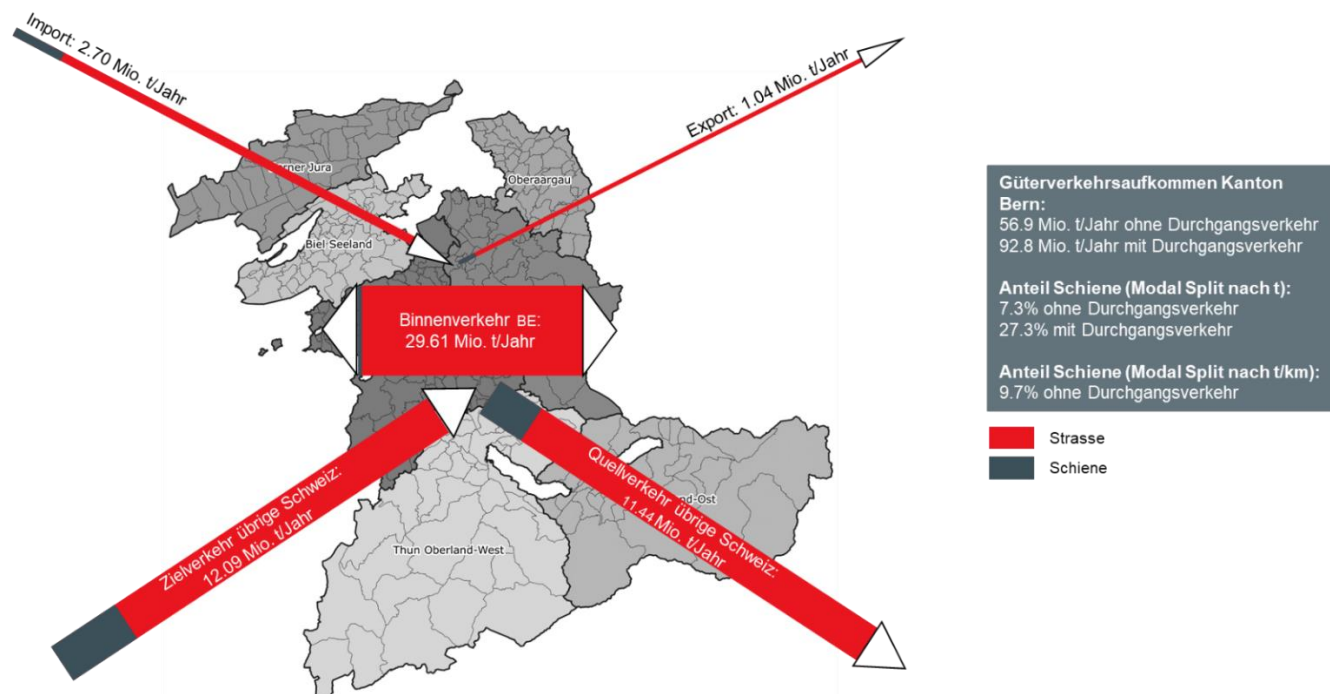 Import: 2.70 Mio. t/Jahr
Export: 1.04 Mio. t/Jahr
Jura
Oberaargau
Biel-Seeland
Binnenverkehr BE:
29.61 Mio. t/Jahr
Zielverkehr übrige Schweiz:
12.09 Mio. t/Jahr
Quellverkehr übrige Schweiz:
11.44 Mio. t/Jahr
d-Ost
Thun Oberland-West
Güterverkehrsaufkommen Kanton
Bern:
56.9 Mio. t/Jahr ohne Durchgangsverkehr
92.8 Mio. t/Jahr mit Durchgangsverkehr
Anteil Schiene (Modal Split nach t):
7.3% ohne Durchgangsverkehr
27.3% mit Durchgangsverkehr
Anteil Schiene (Modal Split nach t/km):
9.7% ohne Durchgangsverkehr
Strasse
Schiene